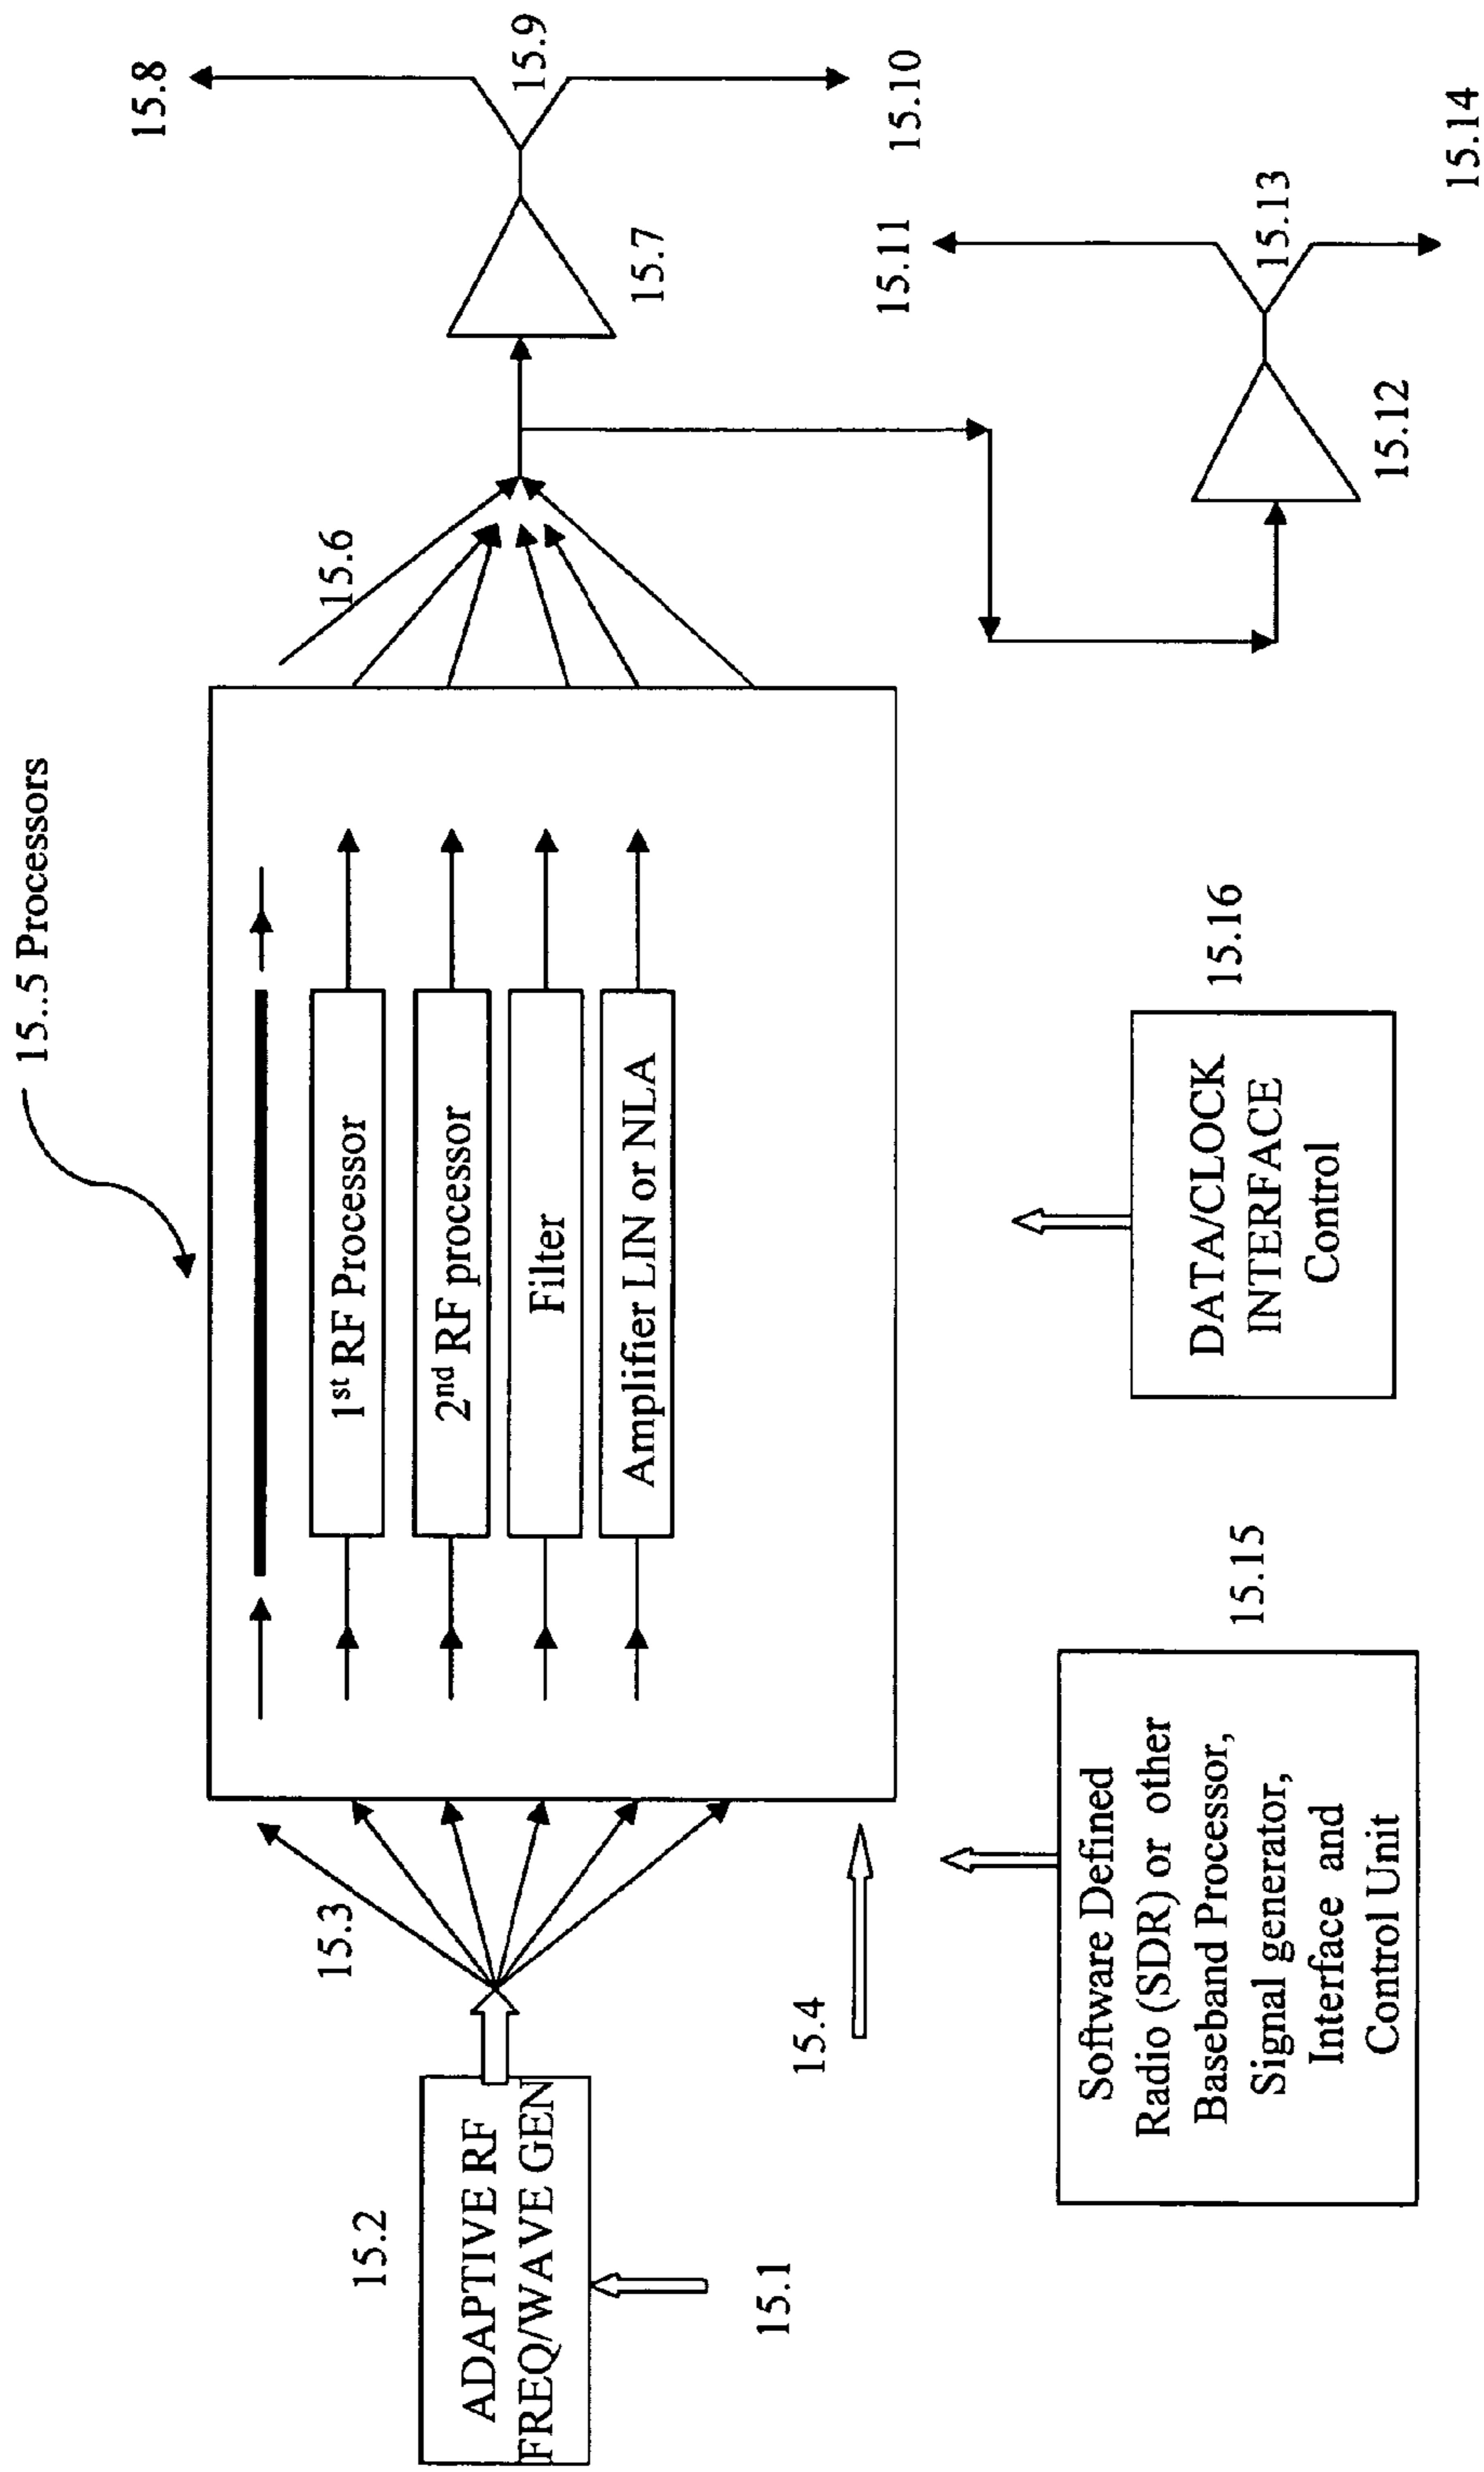 15..5 Processors
15.2
ADAPTIVE RF
FREQ/WAVE GEN
15.1
15.3
15.4
1st RF Processor
2nd RF processor
Filter
Amplifier LIN or NLA
15.6
15.7
15.8
15.9
15.10
15.11
15.12
15.13
15.14
Software Defined
Radio (SDR) or other
Baseband Processor,
Signal generator,
Interface and
Control Unit
15.15
DATA/CLOCK
INTERFACE
Control
15.16